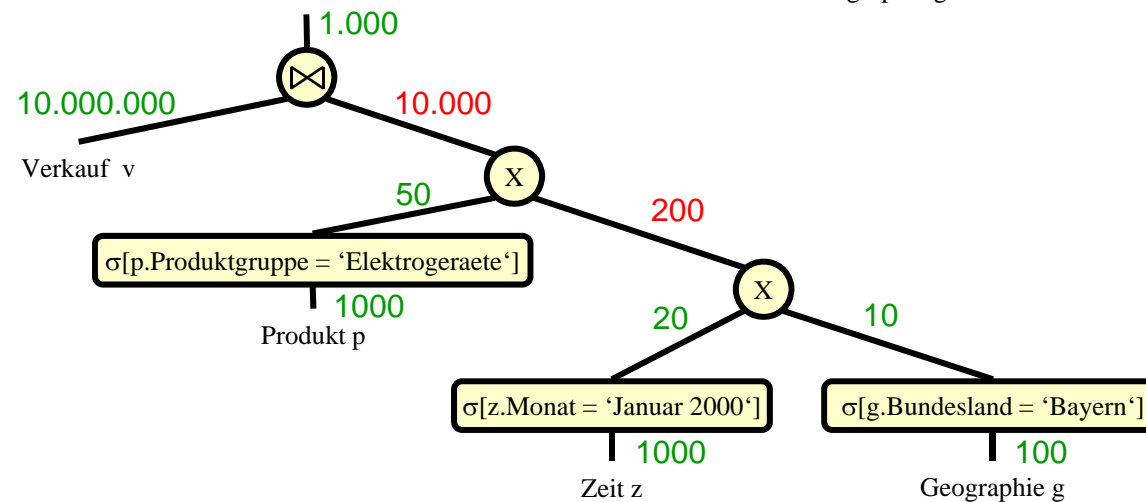 1.000
10.000.000
10.000
Verkauf v
X
50
200
σ[p.Produktgruppe = ‘Elektrogeraete‘]
X
1000
20
10
Produkt p
σ[z.Monat = ‘Januar 2000‘]
σ[g.Bundesland = ‘Bayern‘]
1000
100
Zeit z
Geographie g